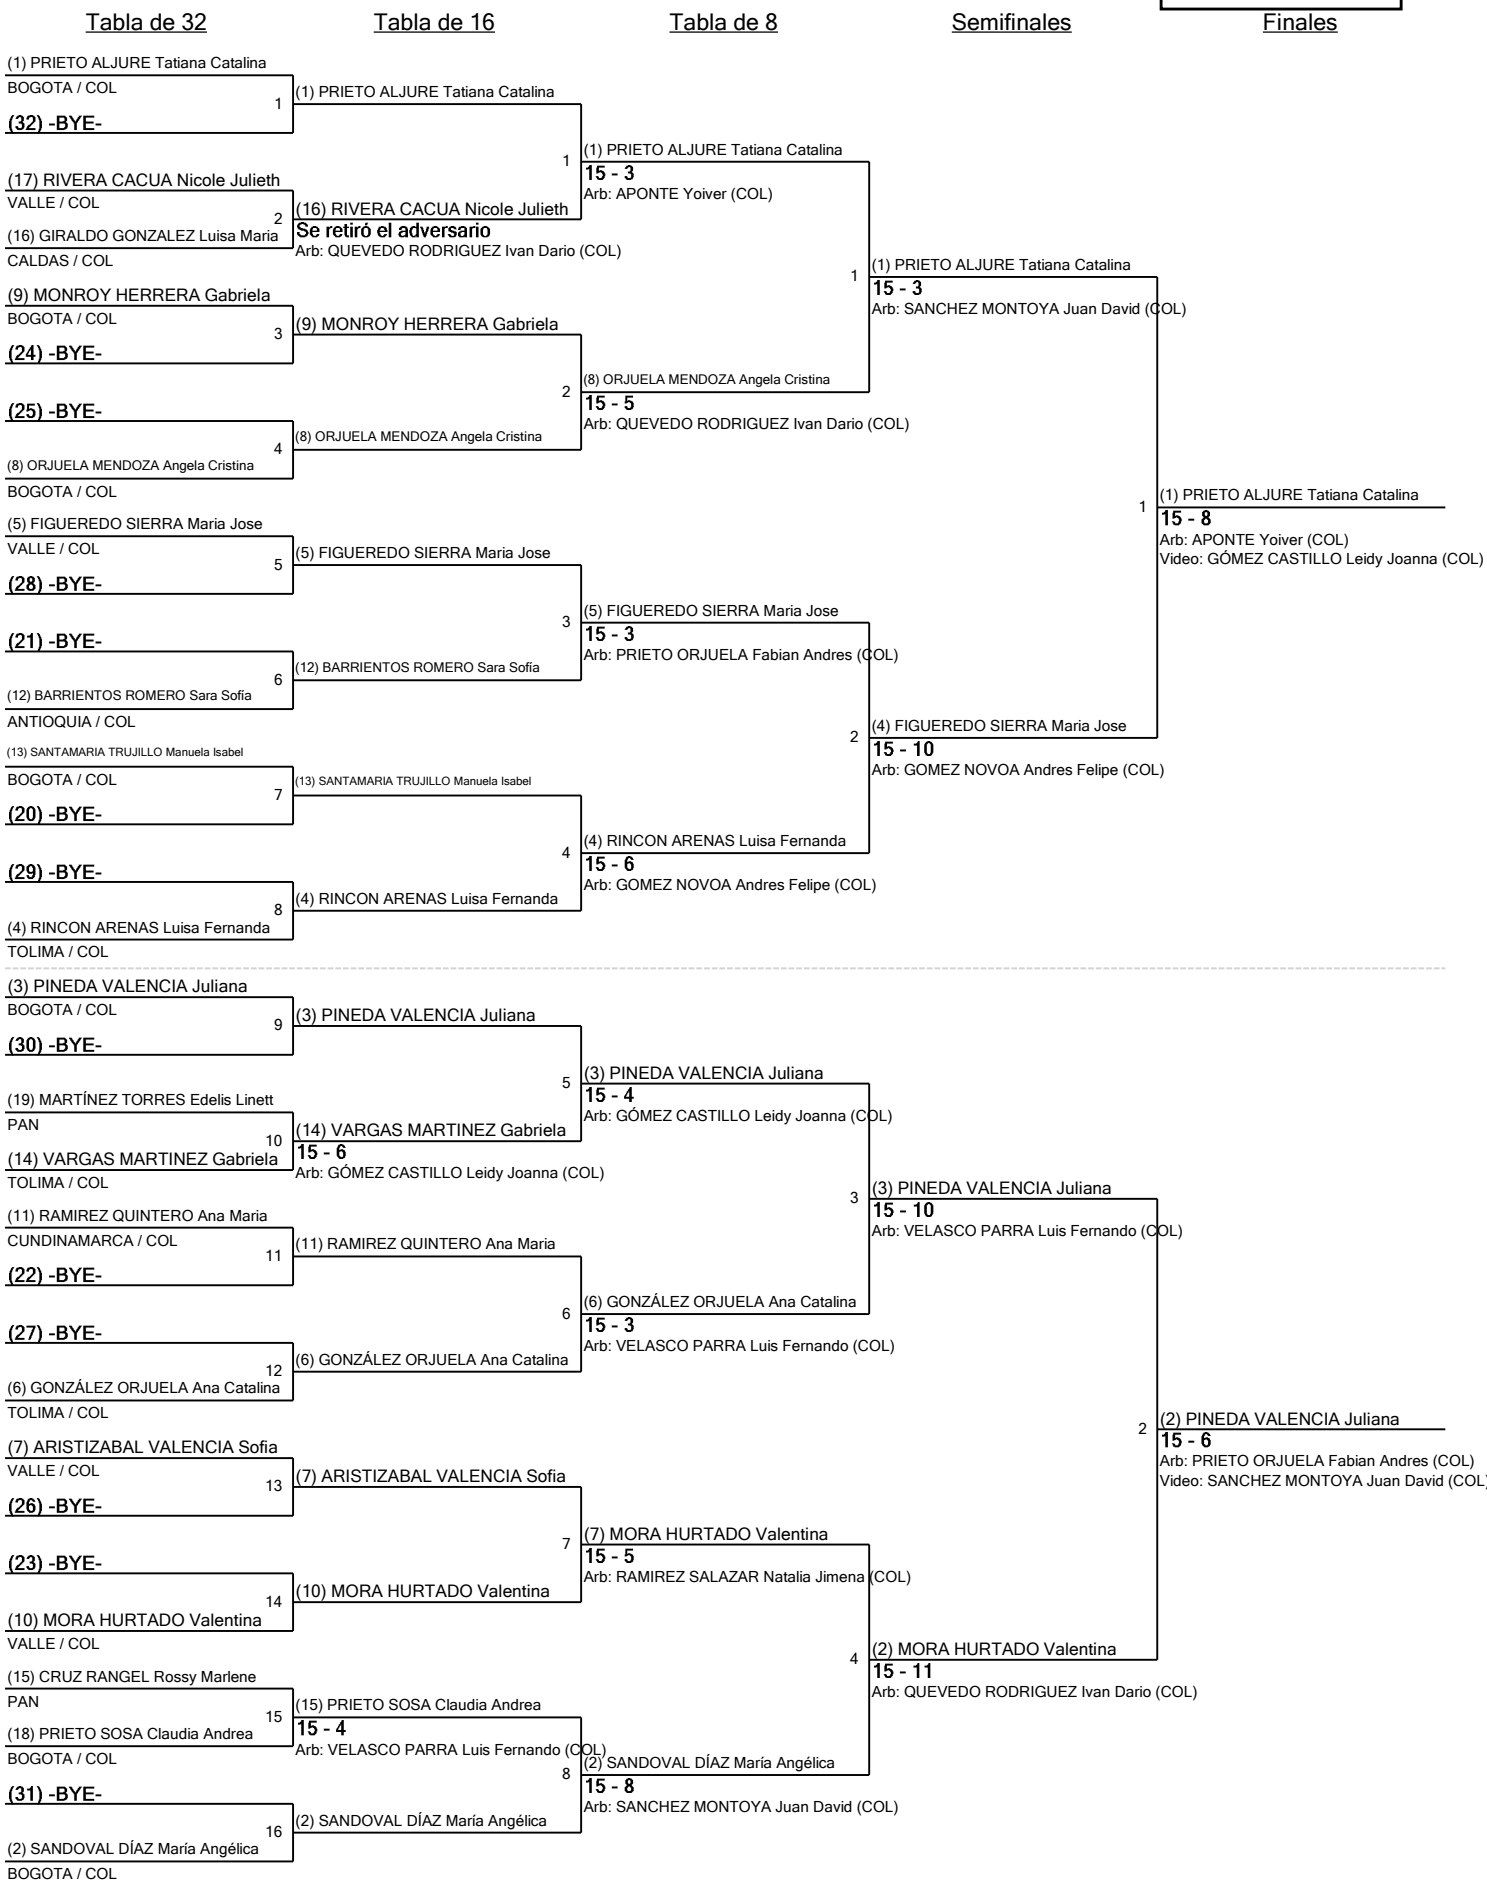 Tabla de 32
Tabla de 16
Tabla de 8
Semifinales
Finales
(1) PRIETO ALJURE Tatiana Catalina
BOGOTA / COL
1
(32) -BYE-
(17) RIVERA CACUA Nicole Julieth
VALLE / COL
2
(16) GIRALDO GONZALEZ Luisa Maria
CALDAS / COL
(9) MONROY HERRERA Gabriela
BOGOTA / COL
3
(24) -BYE-
(25) -BYE-
4
(8) ORJUELA MENDOZA Angela Cristina
BOGOTA / COL
(5) FIGUEREDO SIERRA Maria Jose
VALLE / COL
5
(28) -BYE-
(21) -BYE-
6
(12) BARRIENTOS ROMERO Sara Sofía
ANTIOQUIA / COL
(13) SANTAMARIA TRUJILLO Manuela Isabel
BOGOTA / COL
7
(20) -BYE-
(29) -BYE-
8
(4) RINCON ARENAS Luisa Fernanda
TOLIMA / COL
(3) PINEDA VALENCIA Juliana
BOGOTA / COL
9
(30) -BYE-
(19) MARTÍNEZ TORRES Edelis Linett
PAN
10
(14) VARGAS MARTINEZ Gabriela
TOLIMA / COL
(11) RAMIREZ QUINTERO Ana Maria
CUNDINAMARCA / COL
11
(22) -BYE-
(27) -BYE-
12
(6) GONZÁLEZ ORJUELA Ana Catalina
TOLIMA / COL
(7) ARISTIZABAL VALENCIA Sofia
VALLE / COL
13
(26) -BYE-
(23) -BYE-
14
(10) MORA HURTADO Valentina
VALLE / COL
(15) CRUZ RANGEL Rossy Marlene
PAN
15
(18) PRIETO SOSA Claudia Andrea
BOGOTA / COL
(31) -BYE-
16
(2) SANDOVAL DÍAZ María Angélica
BOGOTA / COL
(1) PRIETO ALJURE Tatiana Catalina
1
(16) RIVERA CACUA Nicole Julieth
Se retiró el adversario
Arb: QUEVEDO RODRIGUEZ Ivan Dario (COL)
(9) MONROY HERRERA Gabriela
2
(8) ORJUELA MENDOZA Angela Cristina
(5) FIGUEREDO SIERRA Maria Jose
3
(12) BARRIENTOS ROMERO Sara Sofía
(13) SANTAMARIA TRUJILLO Manuela Isabel
4
(4) RINCON ARENAS Luisa Fernanda
(3) PINEDA VALENCIA Juliana
5
(14) VARGAS MARTINEZ Gabriela
15 - 6
Arb: GÓMEZ CASTILLO Leidy Joanna (COL)
(11) RAMIREZ QUINTERO Ana Maria
6
(6) GONZÁLEZ ORJUELA Ana Catalina
(7) ARISTIZABAL VALENCIA Sofia
7
(10) MORA HURTADO Valentina
(15) PRIETO SOSA Claudia Andrea
15 - 4
Arb: VELASCO PARRA Luis Fernando (COL)
8
(2) SANDOVAL DÍAZ María Angélica
(1) PRIETO ALJURE Tatiana Catalina
15 - 3
Arb: APONTE Yoiver (COL)
1
(8) ORJUELA MENDOZA Angela Cristina
15 - 5
Arb: QUEVEDO RODRIGUEZ Ivan Dario (COL)
(5) FIGUEREDO SIERRA Maria Jose
15 - 3
Arb: PRIETO ORJUELA Fabian Andres (COL)
2
(4) RINCON ARENAS Luisa Fernanda
15 - 6
Arb: GOMEZ NOVOA Andres Felipe (COL)
(3) PINEDA VALENCIA Juliana
15 - 4
Arb: GÓMEZ CASTILLO Leidy Joanna (COL)
3
(6) GONZÁLEZ ORJUELA Ana Catalina
15 - 3
Arb: VELASCO PARRA Luis Fernando (COL)
(7) MORA HURTADO Valentina
15 - 5
Arb: RAMIREZ SALAZAR Natalia Jimena (COL)
4
(2) SANDOVAL DÍAZ María Angélica
15 - 8
Arb: SANCHEZ MONTOYA Juan David (COL)
(1) PRIETO ALJURE Tatiana Catalina
15 - 3
Arb: SANCHEZ MONTOYA Juan David (COL)
1
(4) FIGUEREDO SIERRA Maria Jose
15 - 10
Arb: GOMEZ NOVOA Andres Felipe (COL)
(3) PINEDA VALENCIA Juliana
15 - 10
Arb: VELASCO PARRA Luis Fernando (COL)
2
(2) MORA HURTADO Valentina
15 - 11
Arb: QUEVEDO RODRIGUEZ Ivan Dario (COL)
(1) PRIETO ALJURE Tatiana Catalina
15 - 8
Arb: APONTE Yoiver (COL)
Video: GÓMEZ CASTILLO Leidy Joanna (COL)
(2) PINEDA VALENCIA Juliana
15 - 6
Arb: PRIETO ORJUELA Fabian Andres (COL)
Video: SANCHEZ MONTOYA Juan David (COL)